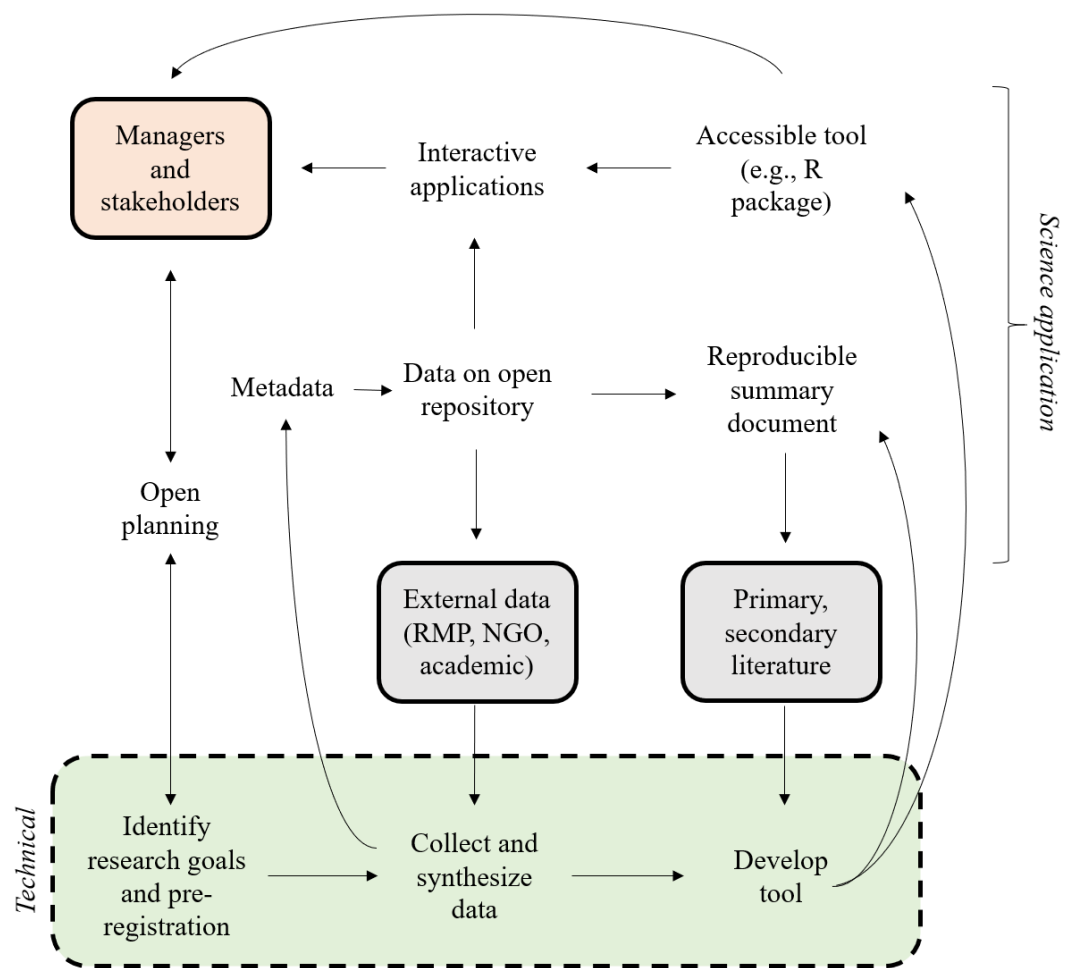 Managers
and
stakeholders
Interactive
applications
Accessible tool
(e.g., R
package)
Science application
Metadata
Data on open
repository
Reproducible
summary
document
Open
planning
External data
(RMP, NGO,
academic)
Primary,
secondary
literature
Technical
Identify
research goals
and pre-
registration
Collect and
synthesize
data
Develop
tool